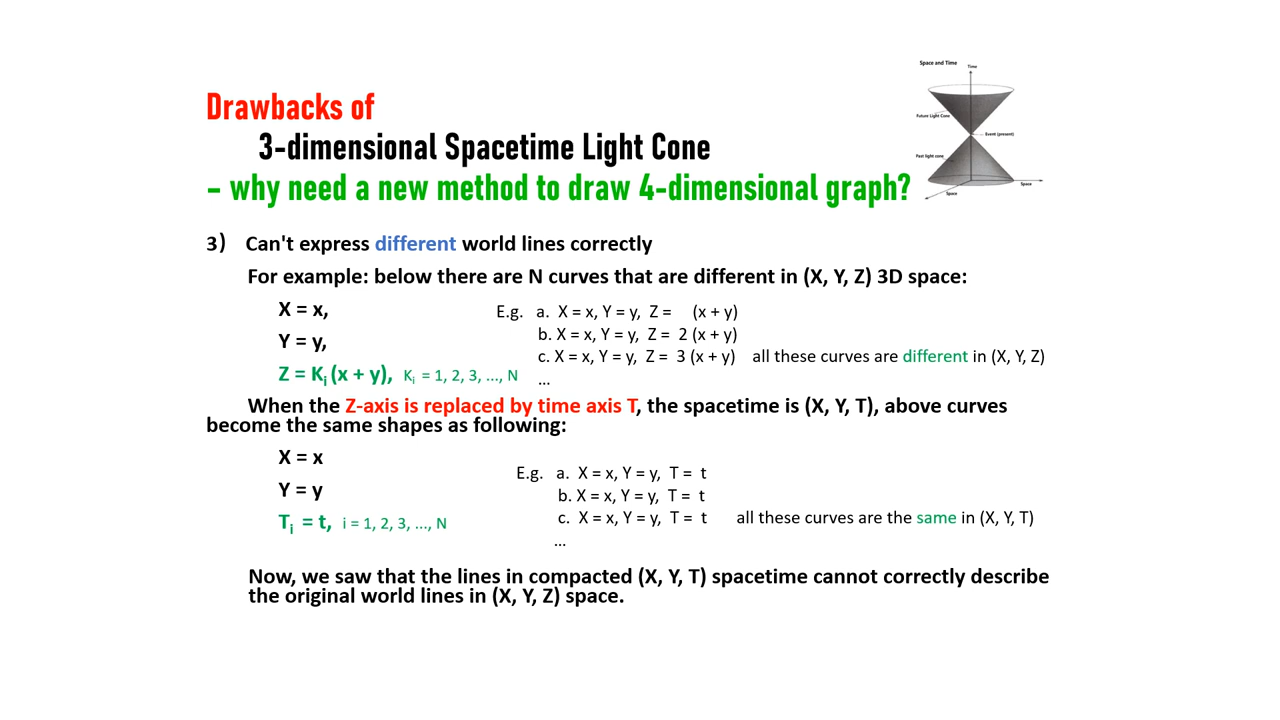 Drawbacks of
3-dimensional Spacetime Light Cone
– why need a new method to draw 4-dimensional graph?
Space and Time
Time
Future Light Cone
Event (present)
Past light cone
Space
Space
3) Can't express different world lines correctly
For example: below there are N curves that are different in (X, Y, Z) 3D space:
X = x,
Y = y,
Z = Kᵢ (x + y), Kᵢ = 1, 2, 3, ..., N
E.g. a. X = x, Y = y, Z = (x + y)
b. X = x, Y = y, Z = 2 (x + y)
c. X = x, Y = y, Z = 3 (x + y) all these curves are different in (X, Y, Z)
...
When the Z-axis is replaced by time axis T, the spacetime is (X, Y, T), above curves
become the same shapes as following:
X = x
Y = y
Tᵢ = t, i = 1, 2, 3, ..., N
E.g. a. X = x, Y = y, T = t
b. X = x, Y = y, T = t
c. X = x, Y = y, T = t all these curves are the same in (X, Y, T)
...
Now, we saw that the lines in compacted (X, Y, T) spacetime cannot correctly describe
the original world lines in (X, Y, Z) space.